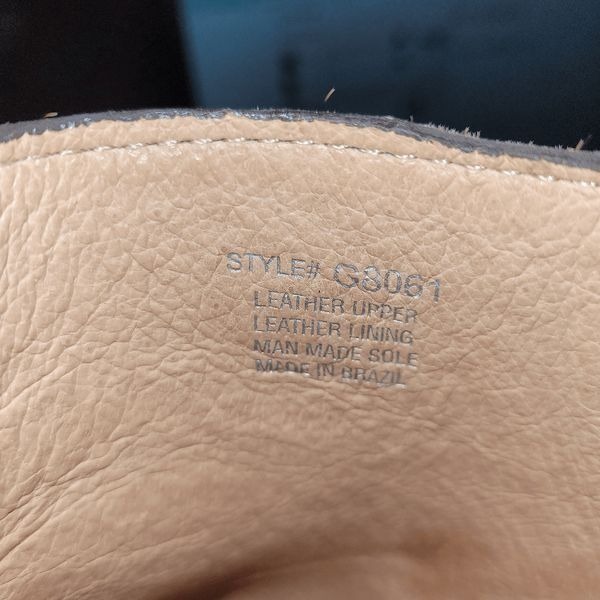 STYLE# G8061
LEATHER UPPER
LEATHER LINING
MAN MADE SOLE
MADE IN BRAZIL